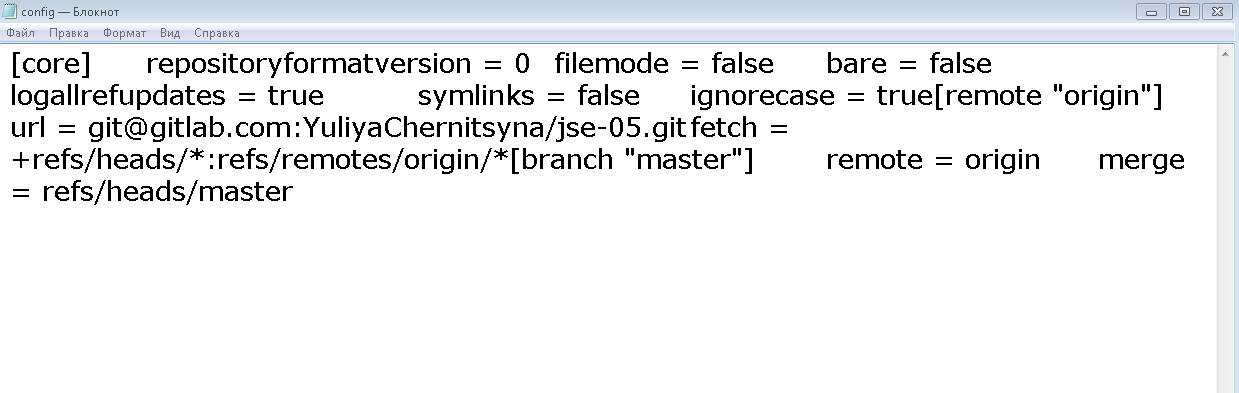 config — Блокнот
Файл Правка Формат Вид Справка
[core] repositoryformatversion = 0 filemode = false bare = false
logallrefupdates = true symlinks = false ignorecase = true[remote "origin"]
url = git@gitlab.com:YuliyaChernitsyna/jse-05.gitfetch =
+refs/heads/*:refs/remotes/origin/*[branch "master"] remote = origin merge
= refs/heads/master